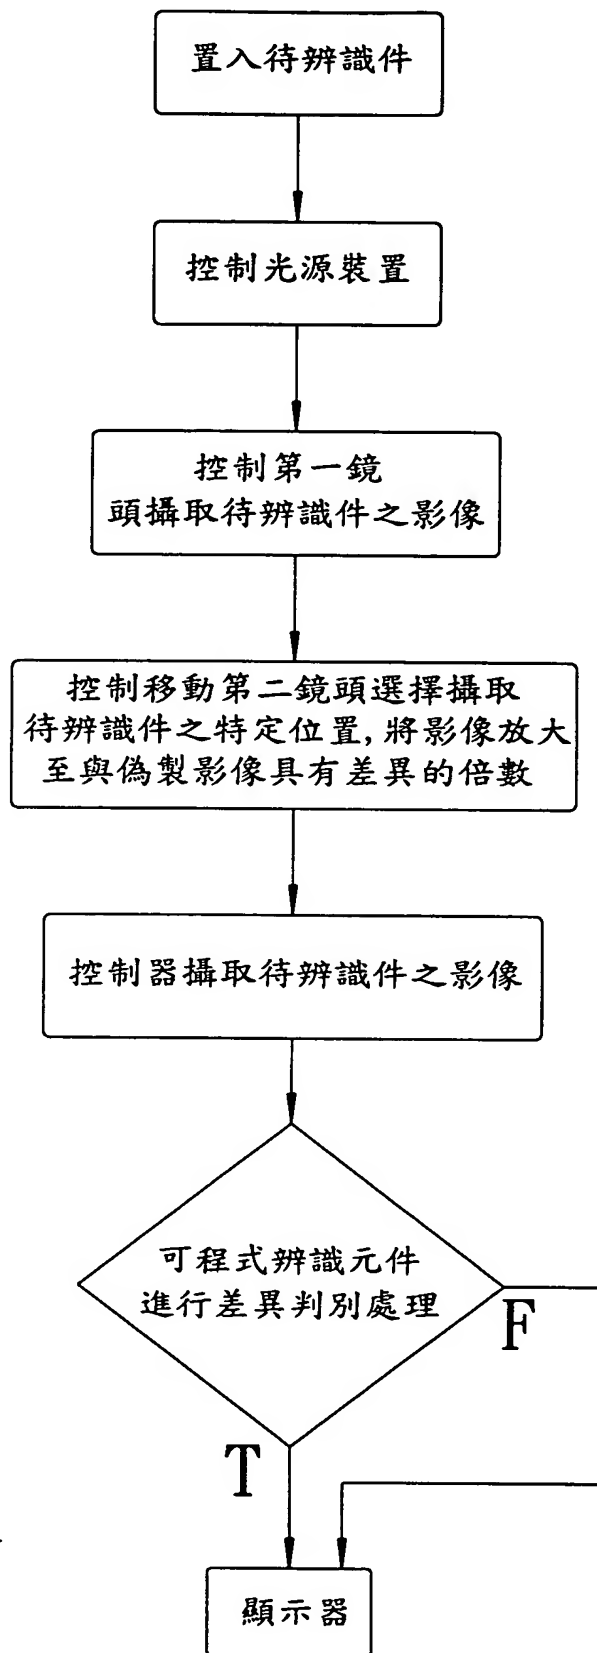 置入待辨識件
控制光源裝置
控制第一鏡
頭攝取待辨識件之影像
控制移動第二鏡頭選擇攝取
待辨識件之特定位置,將影像放大
至與偽製影像具有差異的倍數
控制器攝取待辨識件之影像
可程式辨識元件
進行差異判別處理
F
T
顯示器